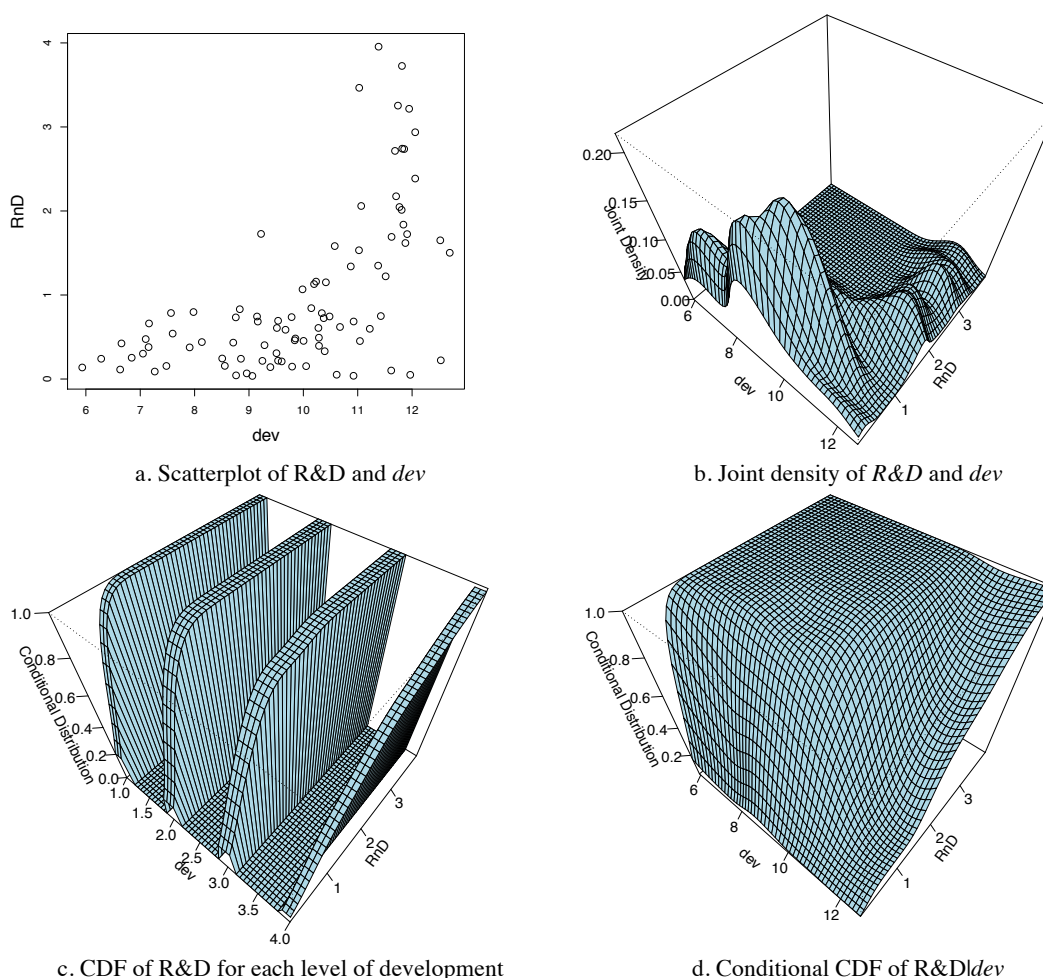 4
3
2
1
0
RnD
6 7 8 9 10 11 12
dev
a. Scatterplot of R&D and dev
0.20
0.15
0.10
0.05
0.00
Joint Density
6
8
10
12
dev
1
2
3
RnD
b. Joint density of R&D and dev
1.0
0.8
0.6
0.4
0.2
0.0
Conditional Distribution
1.0
1.5
2.0
2.5
3.0
3.5
4.0
dev
1
2
3
RnD
c. CDF of R&D for each level of development
1.0
0.8
0.6
0.4
0.2
Conditional Distribution
6
8
10
12
dev
1
2
3
RnD
d. Conditional CDF of R&D|dev